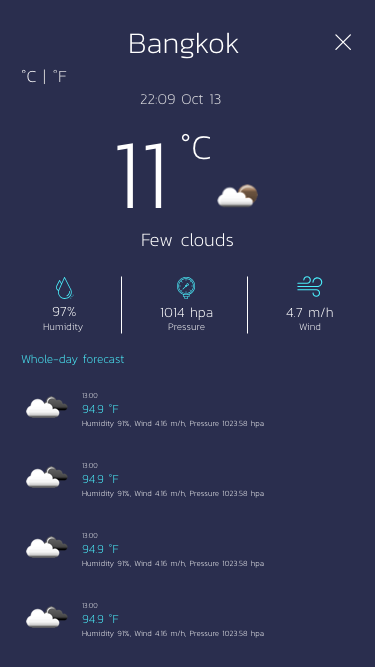 Bangkok
°C | °F
22:09 Oct 13
11 °C
Few clouds
97%
Humidity
1014 hpa
Pressure
4.7 m/h
Wind
Whole-day forecast
13:00
94.9 °F
Humidity 91%, Wind 4.16 m/h, Pressure 1023.58 hpa
13:00
94.9 °F
Humidity 91%, Wind 4.16 m/h, Pressure 1023.58 hpa
13:00
94.9 °F
Humidity 91%, Wind 4.16 m/h, Pressure 1023.58 hpa
13:00
94.9 °F
Humidity 91%, Wind 4.16 m/h, Pressure 1023.58 hpa